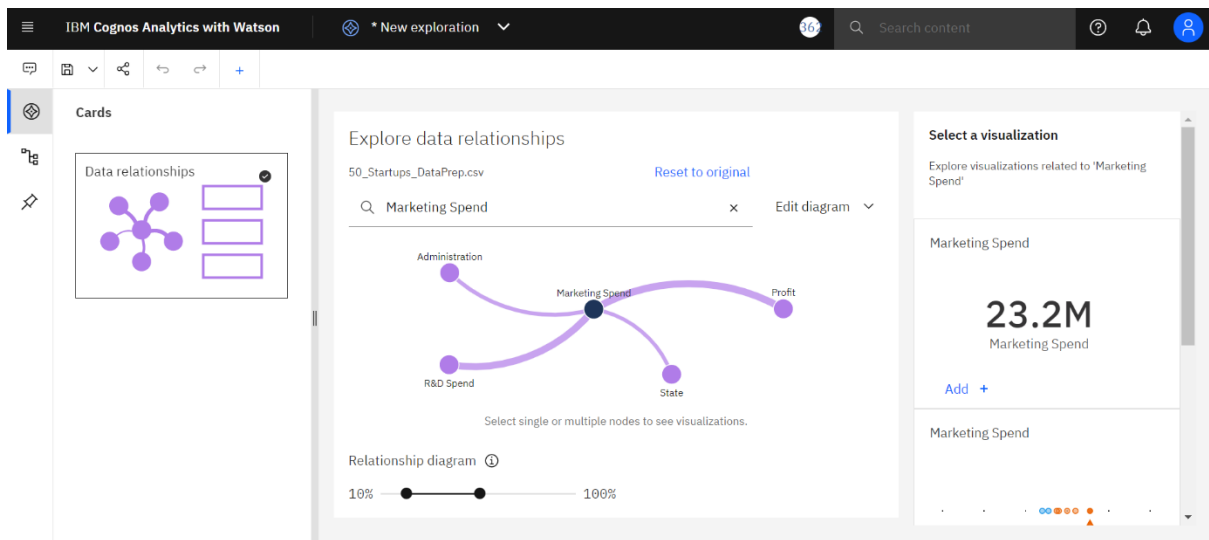 IBM Cognos Analytics with Watson
* New exploration
362
Search content
Cards
Data relationships
Explore data relationships
50_Startups_DataPrep.csv
Reset to original
Marketing Spend
Edit diagram
Administration
Marketing Spend
Profit
R&D Spend
State
Select single or multiple nodes to see visualizations.
Relationship diagram
10%
100%
Select a visualization
Explore visualizations related to 'Marketing
Spend'
Marketing Spend
23.2M
Marketing Spend
Add +
Marketing Spend